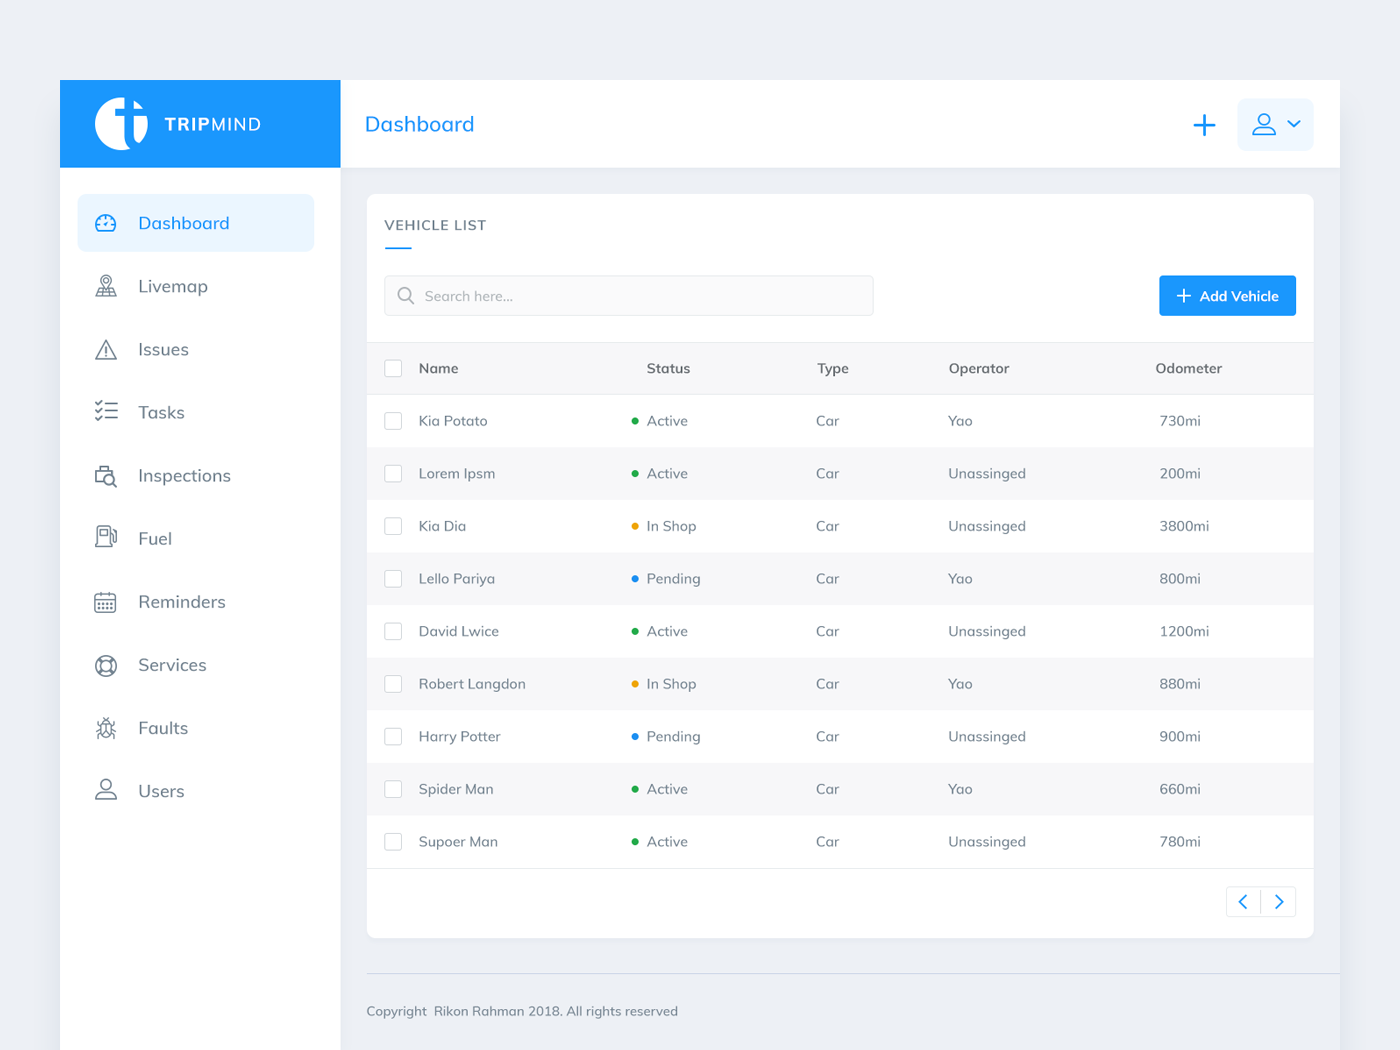 TRIPMIND
Dashboard
Dashboard
Livemap
Issues
Tasks
Inspections
Fuel
Reminders
Services
Faults
Users
VEHICLE LIST
Search here...
Add Vehicle
Name Status Type Operator Odometer
Kia Potato Active Car Yao 730mi
Lorem Ipsm Active Car Unassinged 200mi
Kia Dia In Shop Car Unassinged 3800mi
Lello Pariya Pending Car Yao 800mi
David Lwice Active Car Unassinged 1200mi
Robert Langdon In Shop Car Yao 880mi
Harry Potter Pending Car Unassinged 900mi
Spider Man Active Car Yao 660mi
Supoer Man Active Car Unassinged 780mi
Copyright Rikon Rahman 2018. All rights reserved